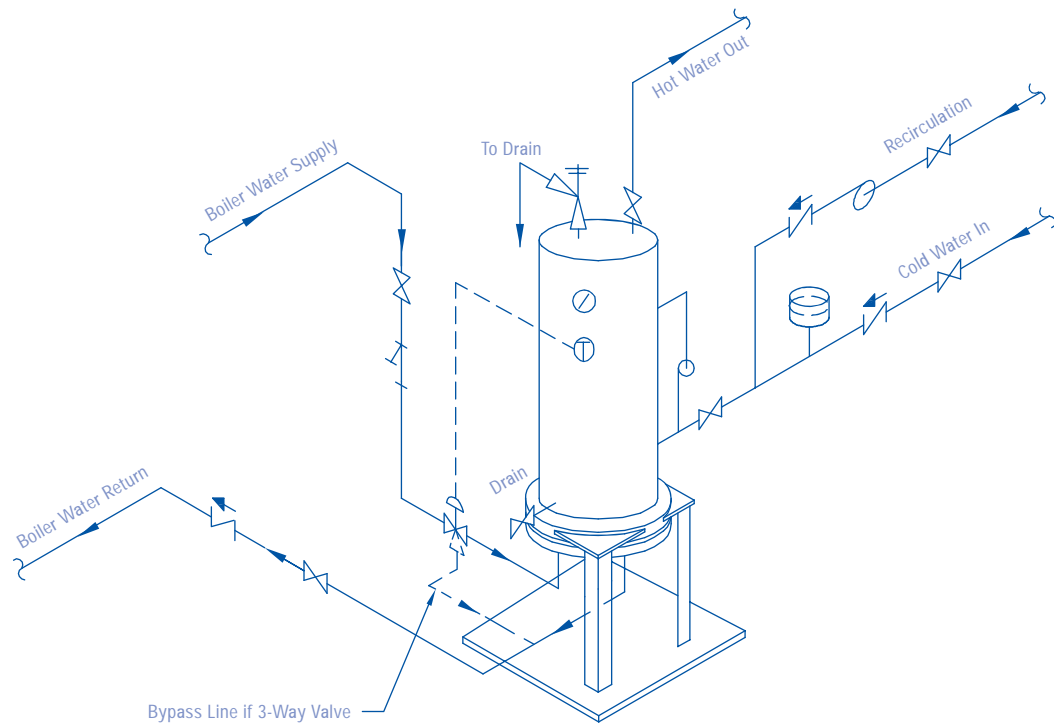 Hot Water Out
Recirculation
To Drain
Boiler Water Supply
Cold Water In
T
Drain
Boiler Water Return
Bypass Line if 3-Way Valve